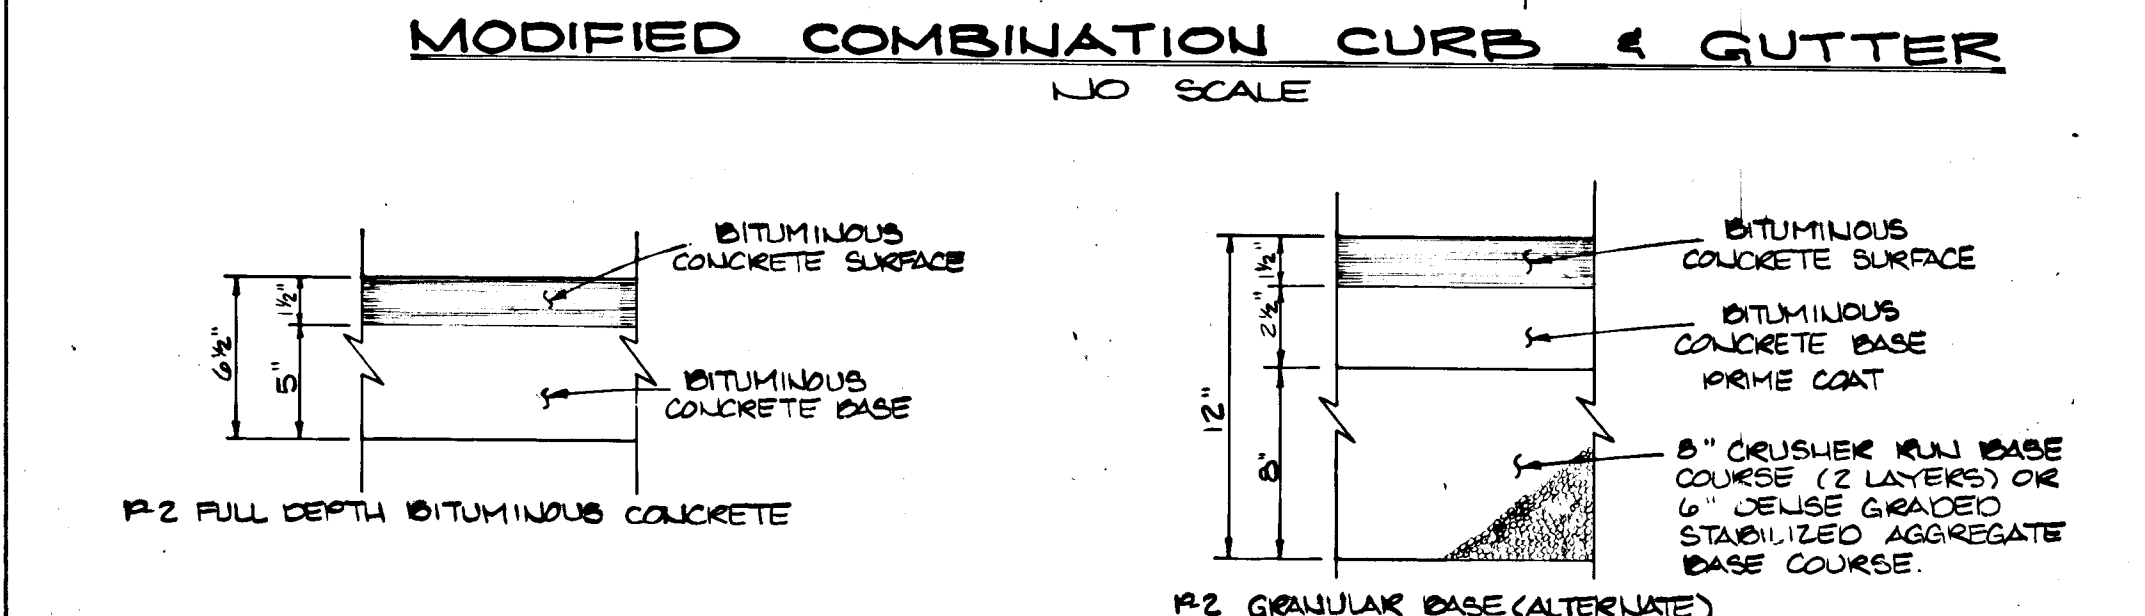 MODIFIED COMBINATION CURB & GUTTER
NO SCALE
BITUMINOUS
CONCRETE SURFACE
1½"
6½"
5"
BITUMINOUS
CONCRETE BASE
P-2 FULL DEPTH BITUMINOUS CONCRETE
BITUMINOUS
CONCRETE SURFACE
1½"
2½"
BITUMINOUS
CONCRETE BASE
PRIME COAT
12"
8"
8" CRUSHER RUN BASE
COURSE (2 LAYERS) OR
6" DENSE GRADED
STABILIZED AGGREGATE
BASE COURSE.
P-2 GRANULAR BASE (ALTERNATE)